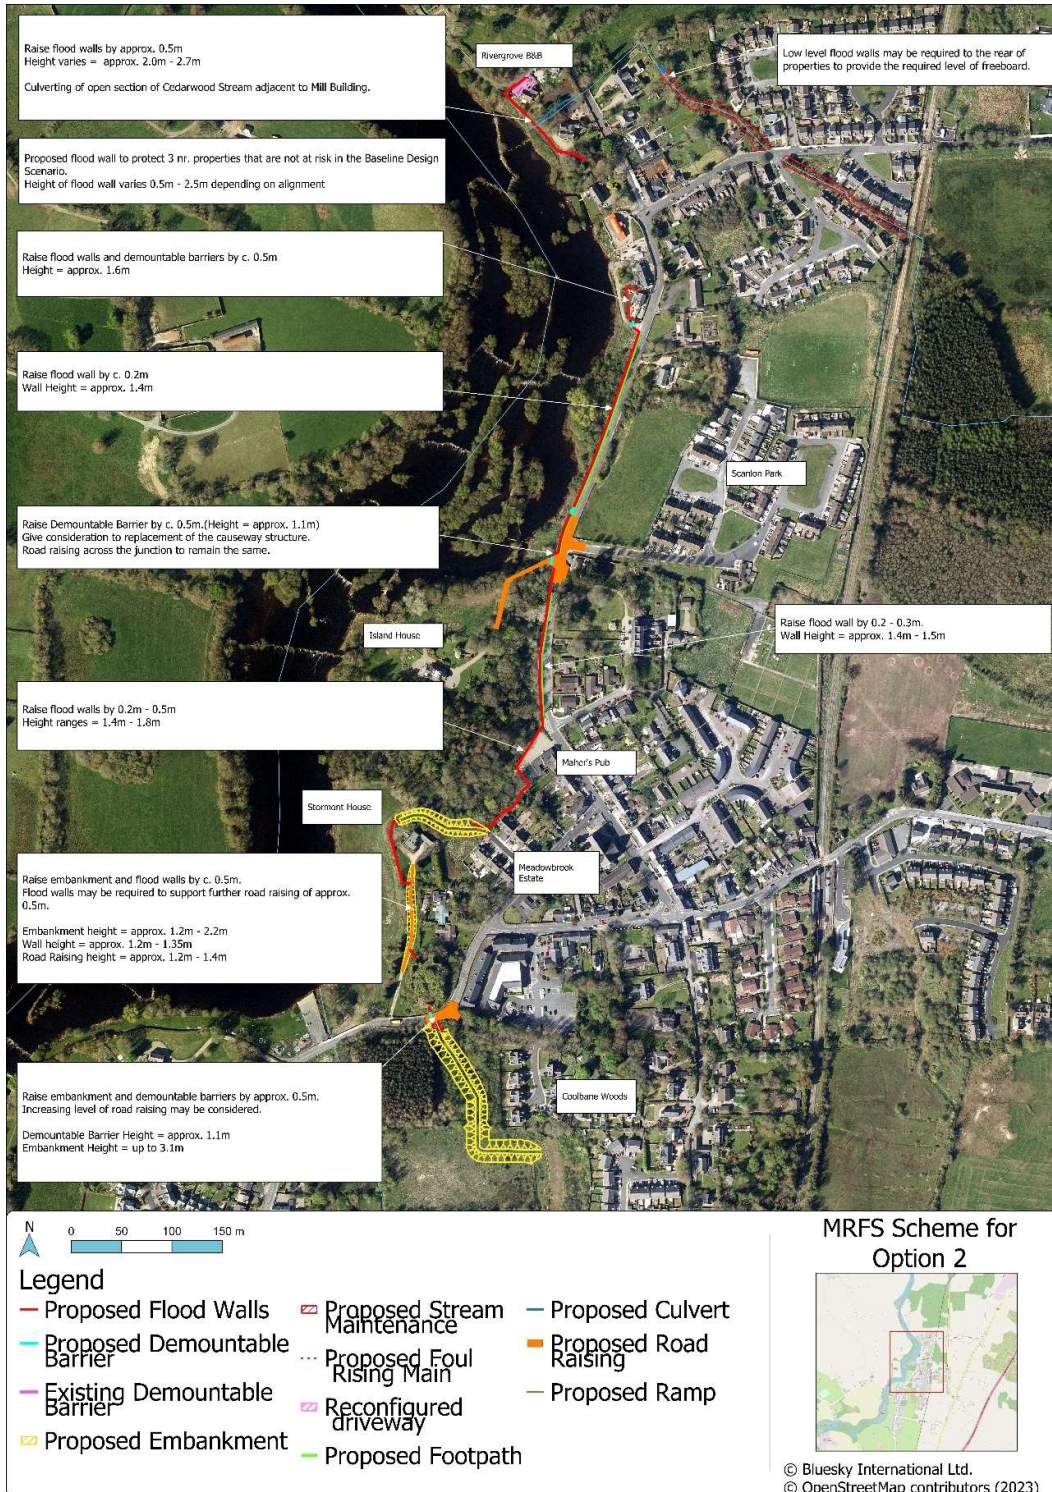 Raise flood walls by approx. 0.5m
Height varies = approx. 2.0m - 2.7m
Culverting of open section of Cedarwood Stream adjacent to Mill Building.
Rivergrove B&B
Low level flood walls may be required to the rear of
properties to provide the required level of freeboard.
Proposed flood wall to protect 3 nr. properties that are not at risk in the Baseline Design
Scenario.
Height of flood wall varies 0.5m - 2.5m depending on alignment
Raise flood walls and demountable barriers by c. 0.5m
Height = approx. 1.6m
Raise flood wall by c. 0.2m
Wall Height = approx. 1.4m
Scanlon Park
Raise Demountable Barrier by c. 0.5m.(Height = approx. 1.1m)
Give consideration to replacement of the causeway structure.
Road raising across the junction to remain the same.
Island House
Raise flood wall by 0.2 - 0.3m.
Wall Height = approx. 1.4m - 1.5m
Raise flood walls by 0.2m - 0.5m
Height ranges = 1.4m - 1.8m
Maher's Pub
Stormont House
Meadowbrook
Estate
Raise embankment and flood walls by c. 0.5m.
Flood walls may be required to support further road raising of approx.
0.5m.
Embankment height = approx. 1.2m - 2.2m
Wall height = approx. 1.2m - 1.35m
Road Raising height = approx. 1.2m - 1.4m
Raise embankment and demountable barriers by approx. 0.5m.
Increasing level of road raising may be considered.
Demountable Barrier Height = approx. 1.1m
Embankment Height = up to 3.1m
Coolbane Woods
N
0 50 100 150 m
Legend
Proposed Flood Walls
Proposed Demountable
Barrier
Existing Demountable
Barrier
Proposed Embankment
Proposed Stream
Maintenance
Proposed Foul
Rising Main
Reconfigured
driveway
Proposed Footpath
Proposed Culvert
Proposed Road
Raising
Proposed Ramp
MRFS Scheme for
Option 2
© Bluesky International Ltd.
© OpenStreetMap contributors (2023)